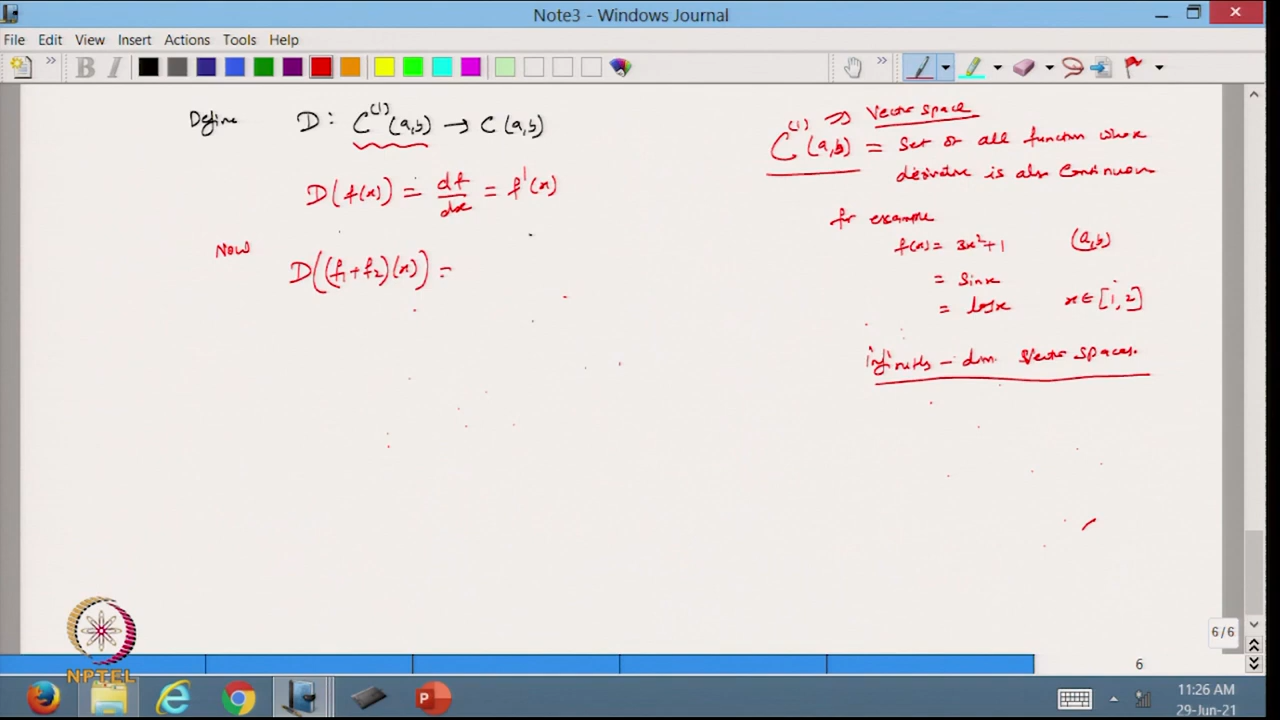 Note3 - Windows Journal
File Edit View Insert Actions Tools Help
Define D : C^(1)(a,b) → C(a,b)
D(f(x)) = df/dx = f'(x)
Now
D((f₁+f₂)(x)) =
⇒ Vector space
C^(1)(a,b) = Set of all function whose
derivative is also continuous
for example
f(x) = 3x²+1 (a,b)
= sinx
= logx x∈[1,2]
infinitely - dim. Vector spaces.
6/6
6
NPTEL
11:26 AM
29-Jun-21